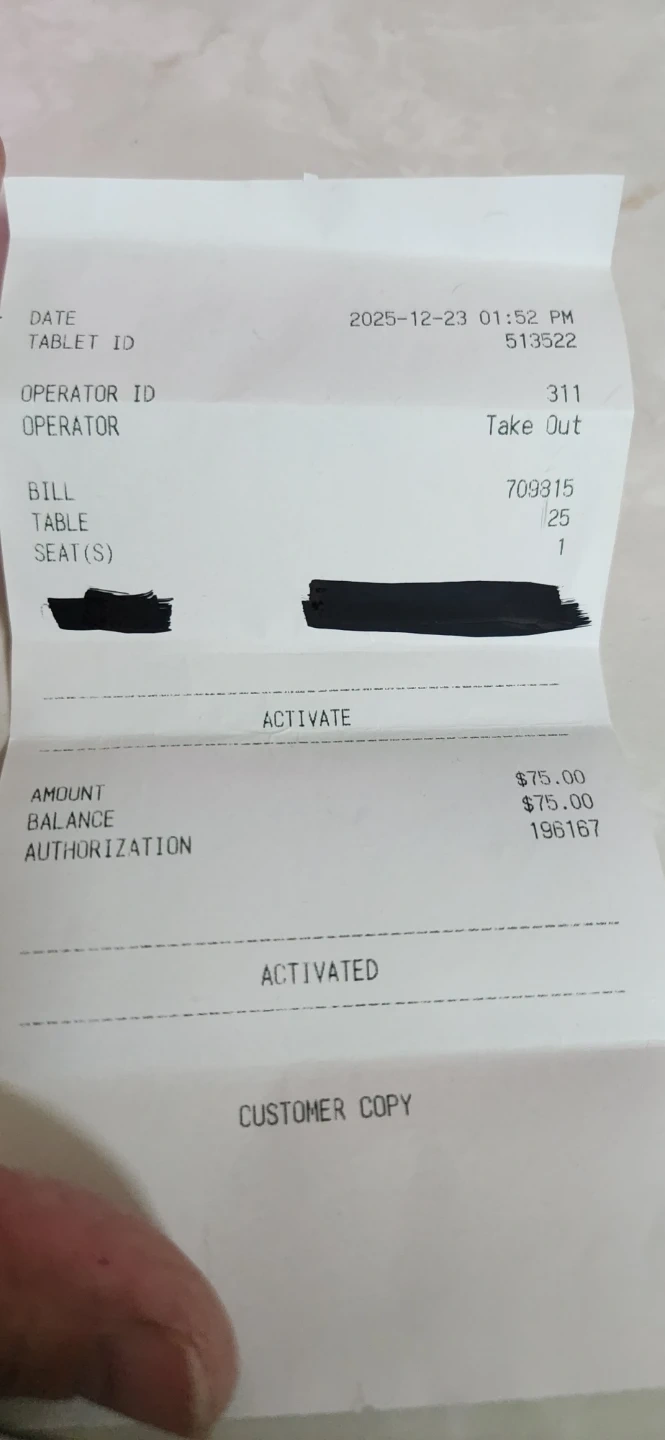 DATE 2025-12-23 01:52 PM
TABLET ID 513522
OPERATOR ID 311
OPERATOR Take Out
BILL 709815
TABLE 25
SEAT(S) 1
ACTIVATE
AMOUNT $75.00
BALANCE $75.00
AUTHORIZATION 196167
ACTIVATED
CUSTOMER COPY